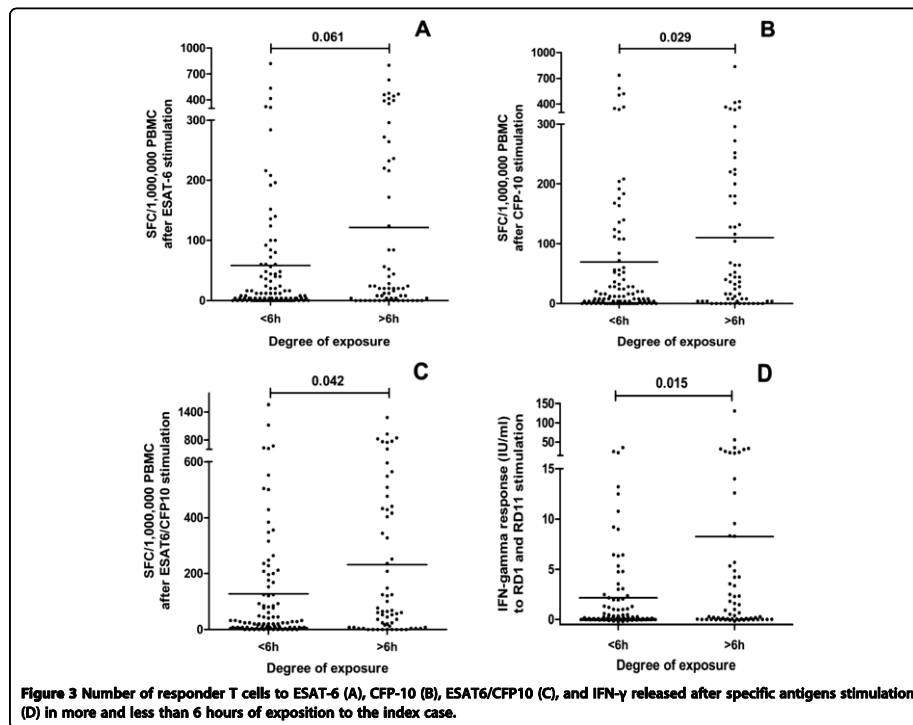 A
0.061
1000
700
400
300
200
100
0
SFC/1,000,000 PBMC
after ESAT-6 stimulation
<6h
>6h
Degree of exposure
B
0.029
1000
700
400
300
200
100
0
SFC/1,000,000 PBMC
after CFP-10 stimulation
<6h
>6h
Degree of exposure
C
0.042
1400
800
600
400
200
0
SFC/1,000,000 PBMC
after ESAT6/CFP10 stimulation
<6h
>6h
Degree of exposure
D
0.015
150
100
50
15
10
5
0
IFN-gamma response (IU/ml)
to RD1 and RD11 stimulation
<6h
>6h
Degree of exposure
Figure 3 Number of responder T cells to ESAT-6 (A), CFP-10 (B), ESAT6/CFP10 (C), and IFN-γ released after specific antigens stimulation
(D) in more and less than 6 hours of exposition to the index case.